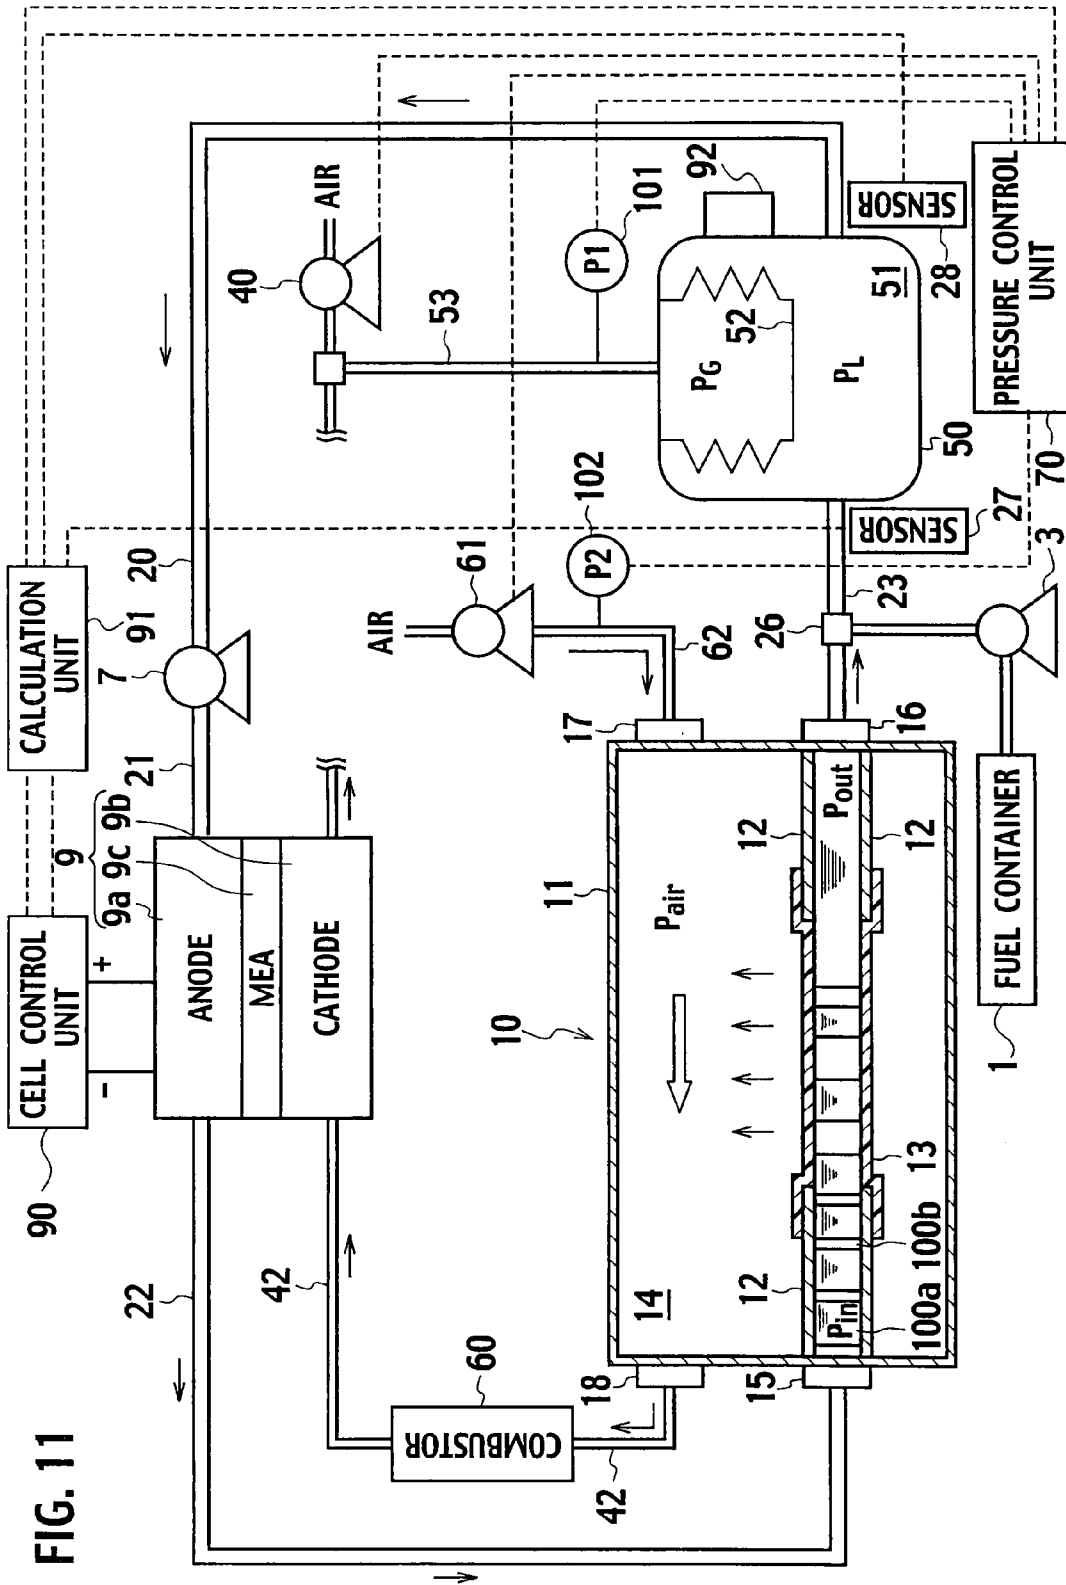 FIG. 11
CELL CONTROL
UNIT
90
CALCULATION
UNIT
91
9
9a
9c
9b
−
+
ANODE
MEA
CATHODE
21
7
20
22
42
AIR
40
53
AIR
61
62
P1
101
P2
102
92
PG
52
PL
51
50
SENSOR
28
SENSOR
27
PRESSURE CONTROL
UNIT
70
60
COMBUSTOR
42
10
11
14
Pair
17
18
15
16
12
12
12
Pin
Pout
100a
100b
13
26
23
3
1
FUEL CONTAINER